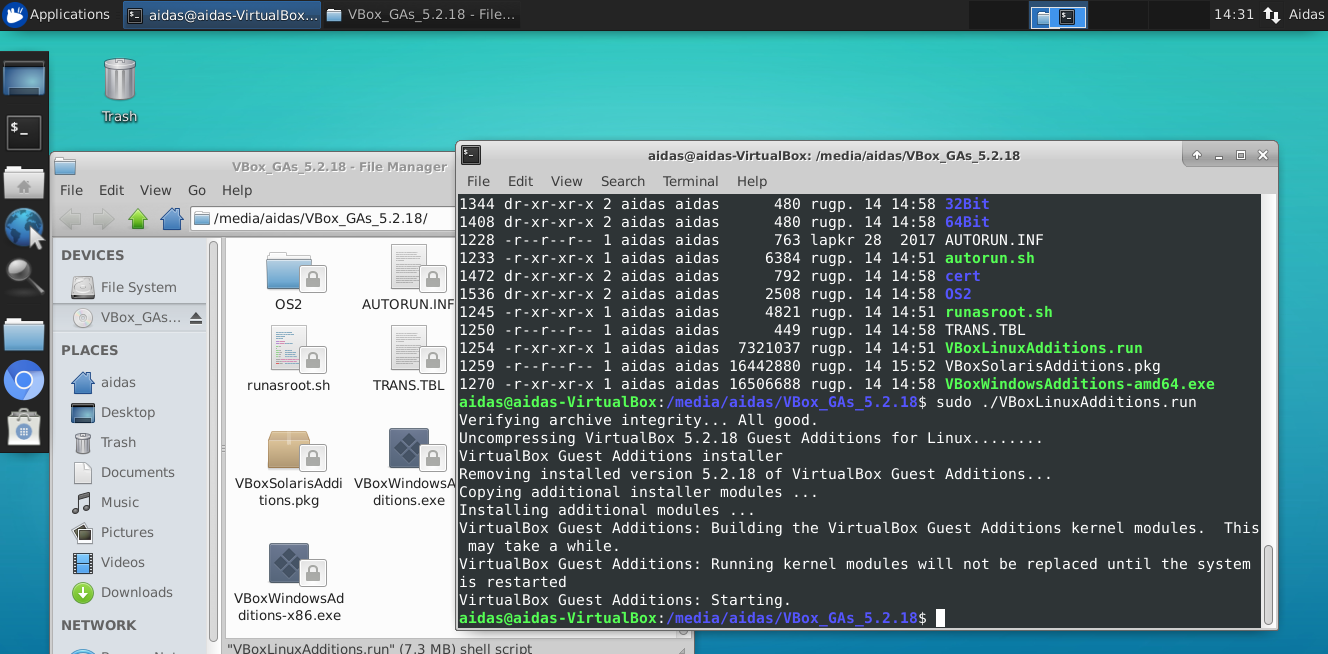 Applications
aidas@aidas-VirtualBox...
VBox_GAs_5.2.18 - File...
14:31
Aidas
Trash
VBox_GAs_5.2.18 - File Manager
File Edit View Go Help
/media/aidas/VBox_GAs_5.2.18/
DEVICES
File System
VBox_GAs...
PLACES
aidas
Desktop
Trash
Documents
Music
Pictures
Videos
Downloads
NETWORK
OS2
AUTORUN.INF
runasroot.sh
TRANS.TBL
VBoxSolarisAddi
tions.pkg
VBoxWindowsA
dditions.exe
VBoxWindowsAd
ditions-x86.exe
"VBoxLinuxAdditions.run" (7.3 MB) shell script
aidas@aidas-VirtualBox: /media/aidas/VBox_GAs_5.2.18
File Edit View Search Terminal Help
1344 dr-xr-xr-x 2 aidas aidas      480 rugp. 14 14:58 32Bit
1408 dr-xr-xr-x 2 aidas aidas      480 rugp. 14 14:58 64Bit
1228 -r--r--r-- 1 aidas aidas      763 lapkr 28  2017 AUTORUN.INF
1233 -r-xr-xr-x 1 aidas aidas     6384 rugp. 14 14:51 autorun.sh
1472 dr-xr-xr-x 2 aidas aidas      792 rugp. 14 14:58 cert
1536 dr-xr-xr-x 2 aidas aidas     2508 rugp. 14 14:58 OS2
1245 -r-xr-xr-x 1 aidas aidas     4821 rugp. 14 14:51 runasroot.sh
1250 -r--r--r-- 1 aidas aidas      449 rugp. 14 14:58 TRANS.TBL
1254 -r-xr-xr-x 1 aidas aidas  7321037 rugp. 14 14:51 VBoxLinuxAdditions.run
1259 -r--r--r-- 1 aidas aidas 16442880 rugp. 14 15:52 VBoxSolarisAdditions.pkg
1270 -r-xr-xr-x 1 aidas aidas 16506688 rugp. 14 14:58 VBoxWindowsAdditions-amd64.exe
aidas@aidas-VirtualBox:/media/aidas/VBox_GAs_5.2.18$ sudo ./VBoxLinuxAdditions.run
Verifying archive integrity... All good.
Uncompressing VirtualBox 5.2.18 Guest Additions for Linux........
VirtualBox Guest Additions installer
Removing installed version 5.2.18 of VirtualBox Guest Additions...
Copying additional installer modules ...
Installing additional modules ...
VirtualBox Guest Additions: Building the VirtualBox Guest Additions kernel modules.  This
 may take a while.
VirtualBox Guest Additions: Running kernel modules will not be replaced until the system
is restarted
VirtualBox Guest Additions: Starting.
aidas@aidas-VirtualBox:/media/aidas/VBox_GAs_5.2.18$